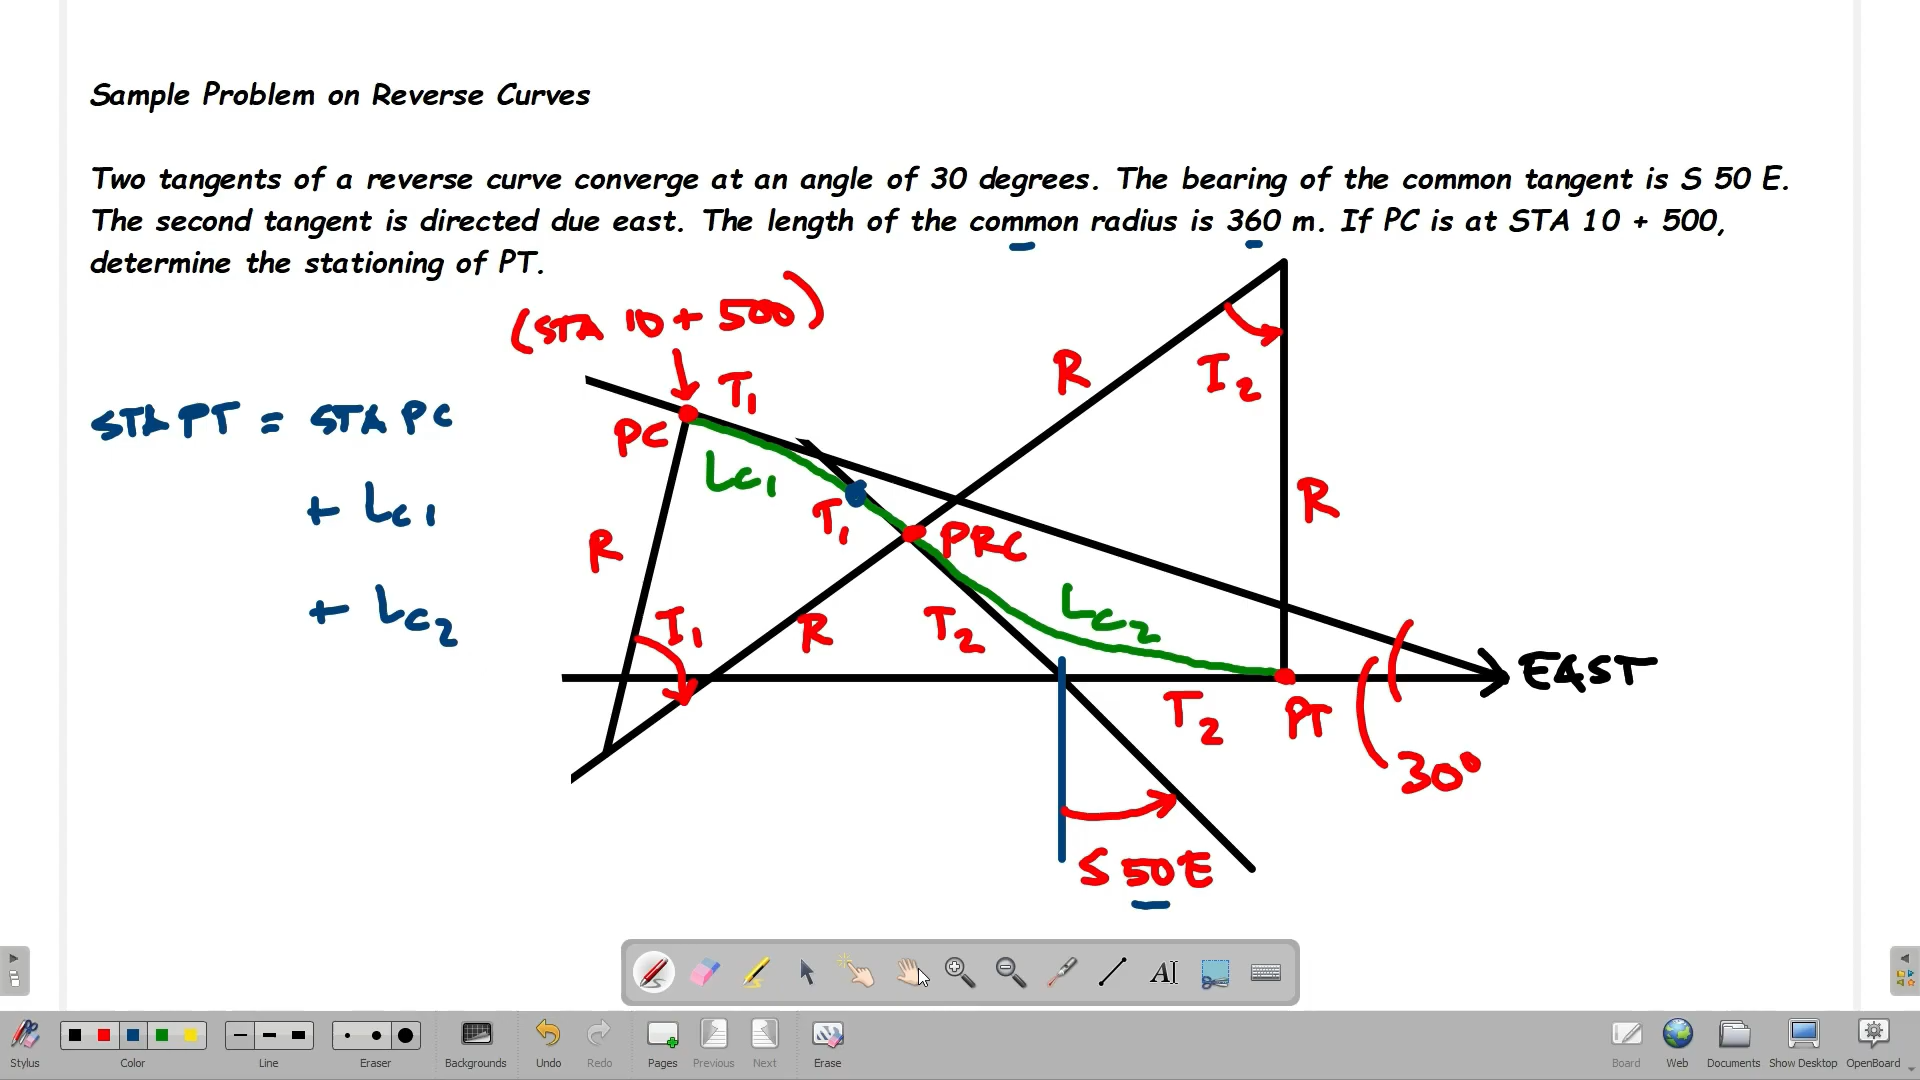 Sample Problem on Reverse Curves
Two tangents of a reverse curve converge at an angle of 30 degrees. The bearing of the common tangent is S 50 E.
The second tangent is directed due east. The length of the common radius is 360 m. If PC is at STA 10 + 500,
determine the stationing of PT.
(STA 10 + 500)
T1
PC
R
I2
STA PT = STA PC
Lc1
+ Lc1
T1
PRC
R
R
+ Lc2
I1
R
T2
Lc2
EAST
T2
PT
30°
S 50 E
Stylus
Color
Line
Eraser
Backgrounds
Undo
Redo
Pages
Previous
Next
Erase
Board
Web
Documents
Show Desktop
OpenBoard